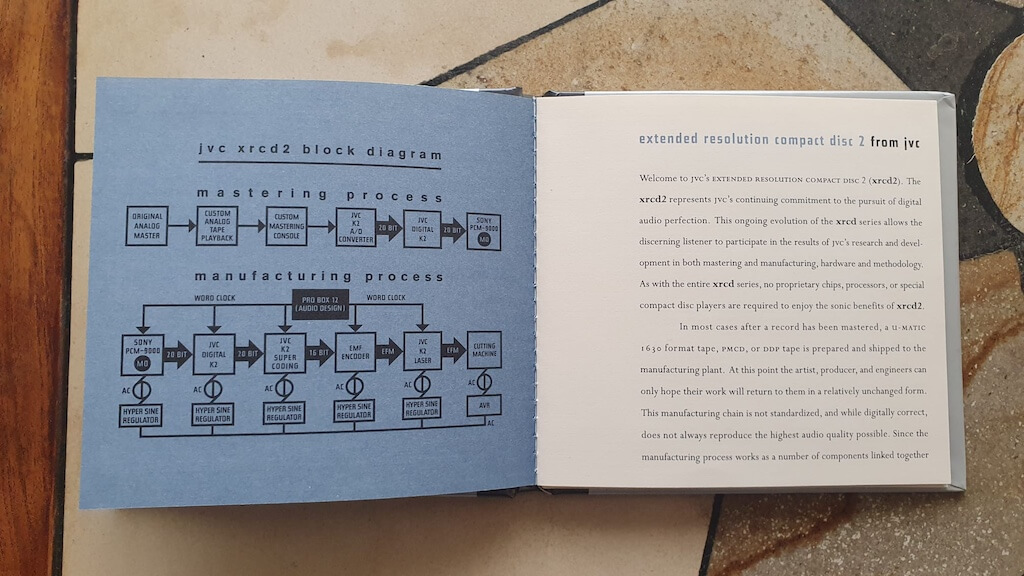 jvc xrcd2 block diagram
mastering process
ORIGINAL
ANALOG
MASTER
CUSTOM
ANALOG
TAPE
PLAYBACK
CUSTOM
MASTERING
CONSOLE
JVC
K2
A/D
CONVERTER
20 BIT
JVC
DIGITAL
K2
20 BIT
SONY
PCM-9000
MO
manufacturing process
WORD CLOCK
PRO BOX 12
(AUDIO DESIGN)
WORD CLOCK
SONY
PCM-9000
MO
20 BIT
JVC
DIGITAL
K2
20 BIT
JVC
K2
SUPER
CODING
16 BIT
EMF
ENCODER
EFM
JVC
K2
LASER
EFM
CUTTING
MACHINE
AC
AC
AC
AC
AC
AC
HYPER SINE
REGULATOR
HYPER SINE
REGULATOR
HYPER SINE
REGULATOR
HYPER SINE
REGULATOR
HYPER SINE
REGULATOR
AVR
AC
extended resolution compact disc 2 from jvc
Welcome to JVC's EXTENDED RESOLUTION COMPACT DISC 2 (xrcd2). The
xrcd2 represents JVC's continuing commitment to the pursuit of digital
audio perfection. This ongoing evolution of the xrcd series allows the
discerning listener to participate in the results of JVC's research and devel-
opment in both mastering and manufacturing, hardware and methodology.
As with the entire xrcd series, no proprietary chips, processors, or special
compact disc players are required to enjoy the sonic benefits of xrcd2.
In most cases after a record has been mastered, a U-MATIC
1630 format tape, PMCD, or DDP tape is prepared and shipped to the
manufacturing plant. At this point the artist, producer, and engineers can
only hope their work will return to them in a relatively unchanged form.
This manufacturing chain is not standardized, and while digitally correct,
does not always reproduce the highest audio quality possible. Since the
manufacturing process works as a number of components linked together